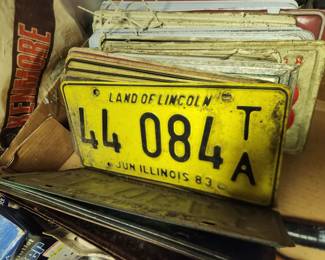 LAND OF LINCOLN
44 084 TA
JUN ILLINOIS 83